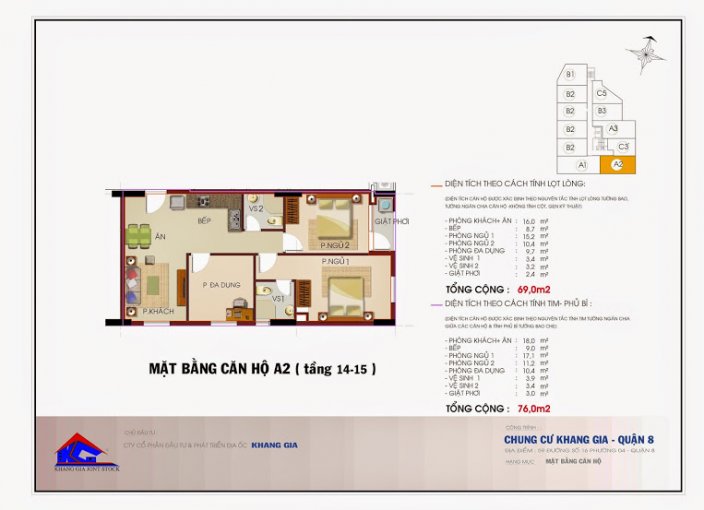 B1
B2
C5
B2
B3
B2
A3
B2
C3
A1
A2
DIỆN TÍCH THEO CÁCH TÍNH LỌT LÒNG:
(DIỆN TÍCH CĂN HỘ ĐƯỢC XÁC ĐỊNH THEO NGUYÊN TẮC TÍNH LỌT LÒNG TƯỜNG BAO,
TƯỜNG NGĂN CHIA CĂN HỘ, KHÔNG TÍNH CỘT, GEN KỸ THUẬT)
- PHÒNG KHÁCH+ ĂN : 16,0 m²
- BẾP : 8,7 m²
- PHÒNG NGỦ 1 : 15,2 m²
- PHÒNG NGỦ 2 : 10,4 m²
- PHÒNG ĐA DỤNG : 9,7 m²
- VỆ SINH 1 : 3,4 m²
- VỆ SINH 2 : 3,2 m²
- GIẶT PHƠI : 2,4 m²
TỔNG CỘNG : 69,0m2
DIỆN TÍCH THEO CÁCH TÍNH TIM- PHỦ BÌ :
(DIỆN TÍCH CĂN HỘ ĐƯỢC XÁC ĐỊNH THEO NGUYÊN TẮC TÍNH TIM TƯỜNG NGĂN CHIA
GIỮA CÁC CĂN HỘ & TÍNH PHỦ BÌ TƯỜNG BAO CHE)
- PHÒNG KHÁCH+ ĂN : 18,0 m²
- BẾP : 9,0 m²
- PHÒNG NGỦ 1 : 17,1 m²
- PHÒNG NGỦ 2 : 11,2 m²
- PHÒNG ĐA DỤNG : 10,4 m²
- VỆ SINH 1 : 3,9 m²
- VỆ SINH 2 : 3,4 m²
- GIẶT PHƠI : 3,0 m²
TỔNG CỘNG : 76,0m2
BẾP
VS2
GIẶT PHƠI
ĂN
P.NGỦ 2
P.NGỦ 1
P. ĐA DỤNG
VS1
P.KHÁCH
MẶT BẰNG CĂN HỘ A2 ( tầng 14-15 )
KHANG GIA JOINT STOCK
CHỦ ĐẦU TƯ
CTY CỔ PHẦN ĐẦU TƯ & PHÁT TRIỂN ĐỊA ỐC KHANG GIA
CÔNG TRÌNH :
CHUNG CƯ KHANG GIA - QUẬN 8
ĐỊA ĐIỂM : 59 ĐƯỜNG SỐ 16 PHƯỜNG 04 - QUẬN 8
HẠNG MỤC MẶT BẰNG CĂN HỘ